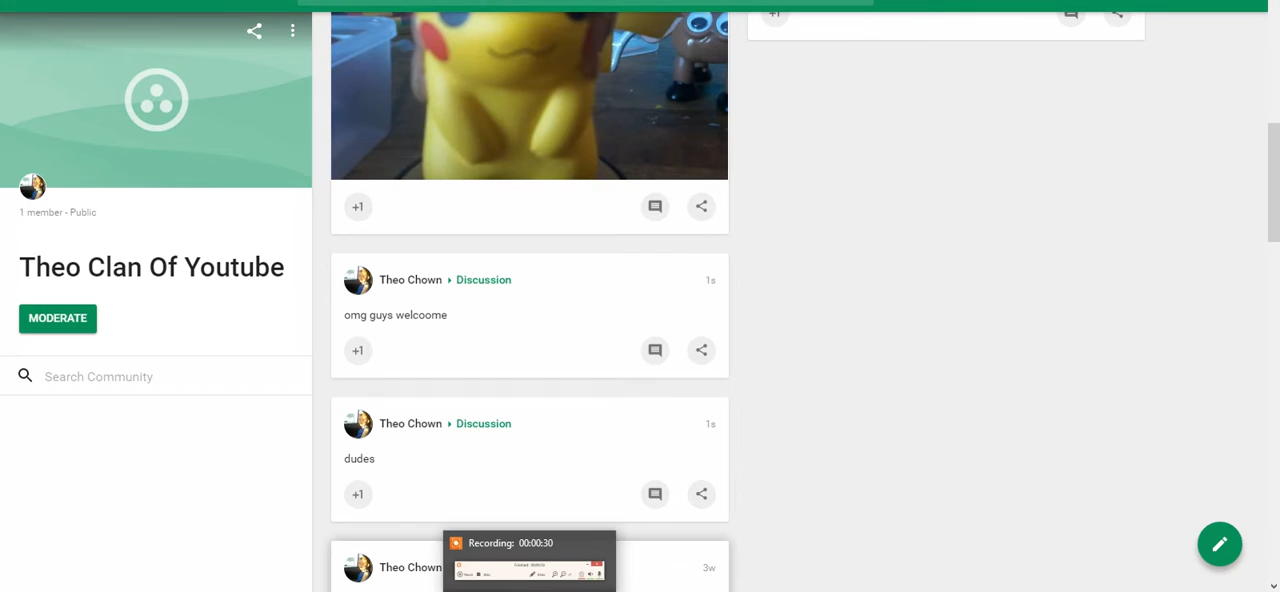 +1
1 member - Public
+1
Theo Clan Of Youtube
Theo Chown Discussion 1s
omg guys welcoome
MODERATE
+1
Search Community
Theo Chown Discussion 1s
dudes
+1
Recording: 00:00:30
Theo Chown 3w